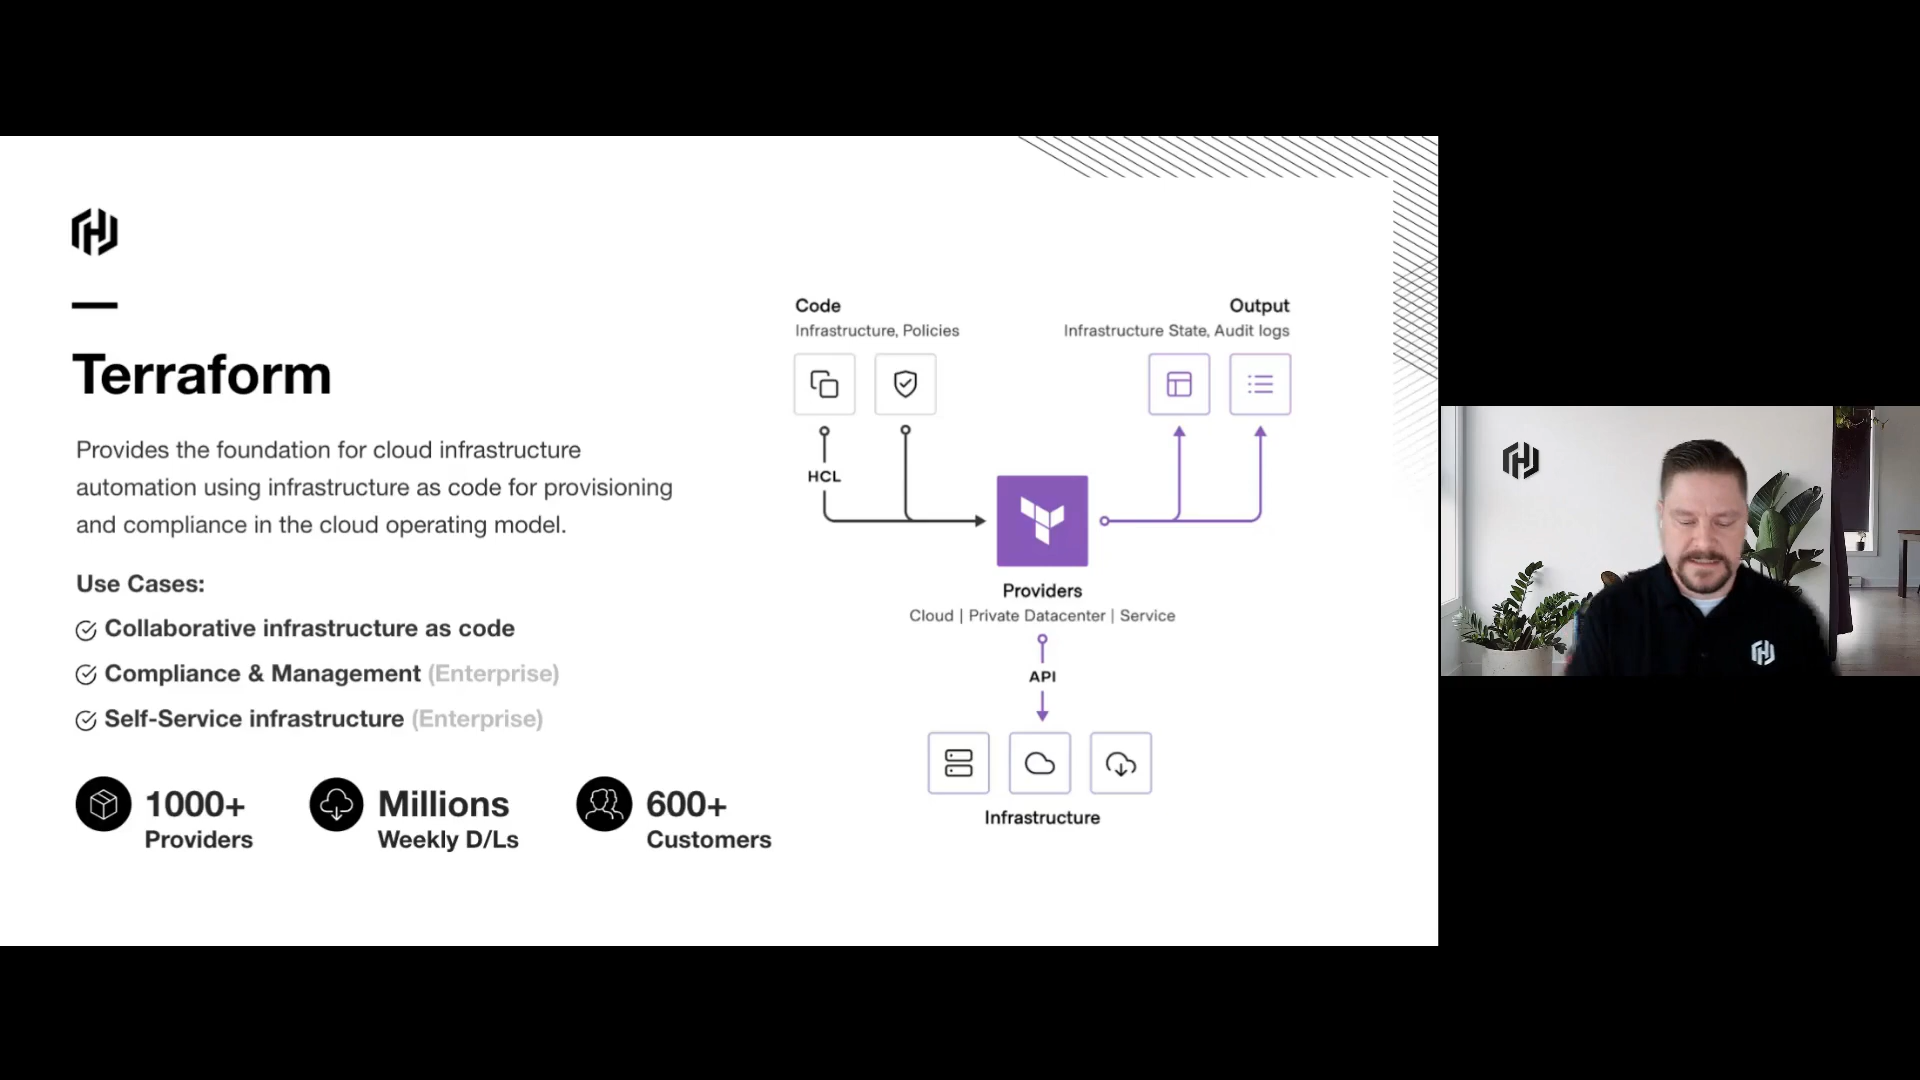 Terraform
Provides the foundation for cloud infrastructure
automation using infrastructure as code for provisioning
and compliance in the cloud operating model.
Use Cases:
Collaborative infrastructure as code
Compliance & Management (Enterprise)
Self-Service infrastructure (Enterprise)
1000+
Providers
Millions
Weekly D/Ls
600+
Customers
Code
Infrastructure, Policies
Output
Infrastructure State, Audit logs
HCL
Providers
Cloud | Private Datacenter | Service
API
Infrastructure